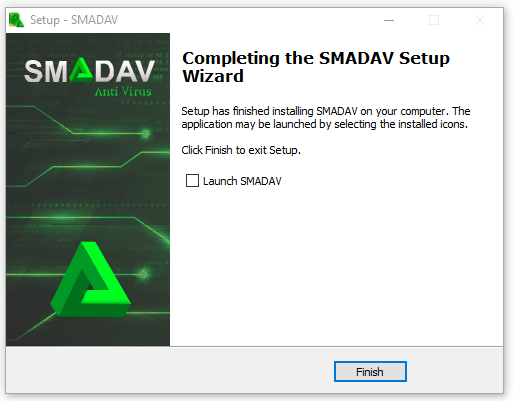 Setup - SMADAV
SMADAV
Anti Virus
Completing the SMADAV Setup
Wizard
Setup has finished installing SMADAV on your computer. The
application may be launched by selecting the installed icons.
Click Finish to exit Setup.
Launch SMADAV
Finish